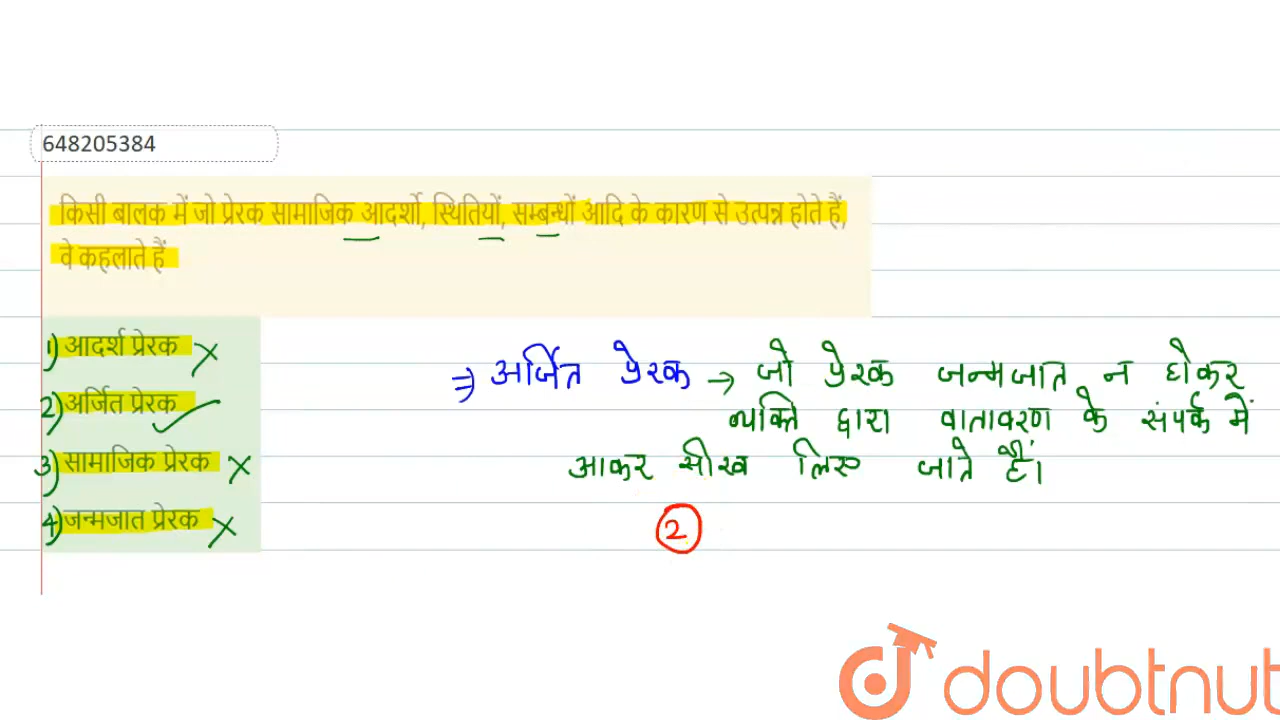 648205384
किसी बालक में जो प्रेरक सामाजिक आदर्शो, स्थितियों, सम्बन्धों आदि के कारण से उत्पन्न होते हैं,
वे कहलाते हैं
1) आदर्श प्रेरक ×
2) अर्जित प्रेरक ✓
3) सामाजिक प्रेरक ×
4) जन्मजात प्रेरक ×
⇒ अर्जित प्रेरक → जो प्रेरक जन्मजात न होकर
व्यक्ति द्वारा वातावरण के संपर्क में
आकर सीख लिए जाते हैं।
2
doubtnut